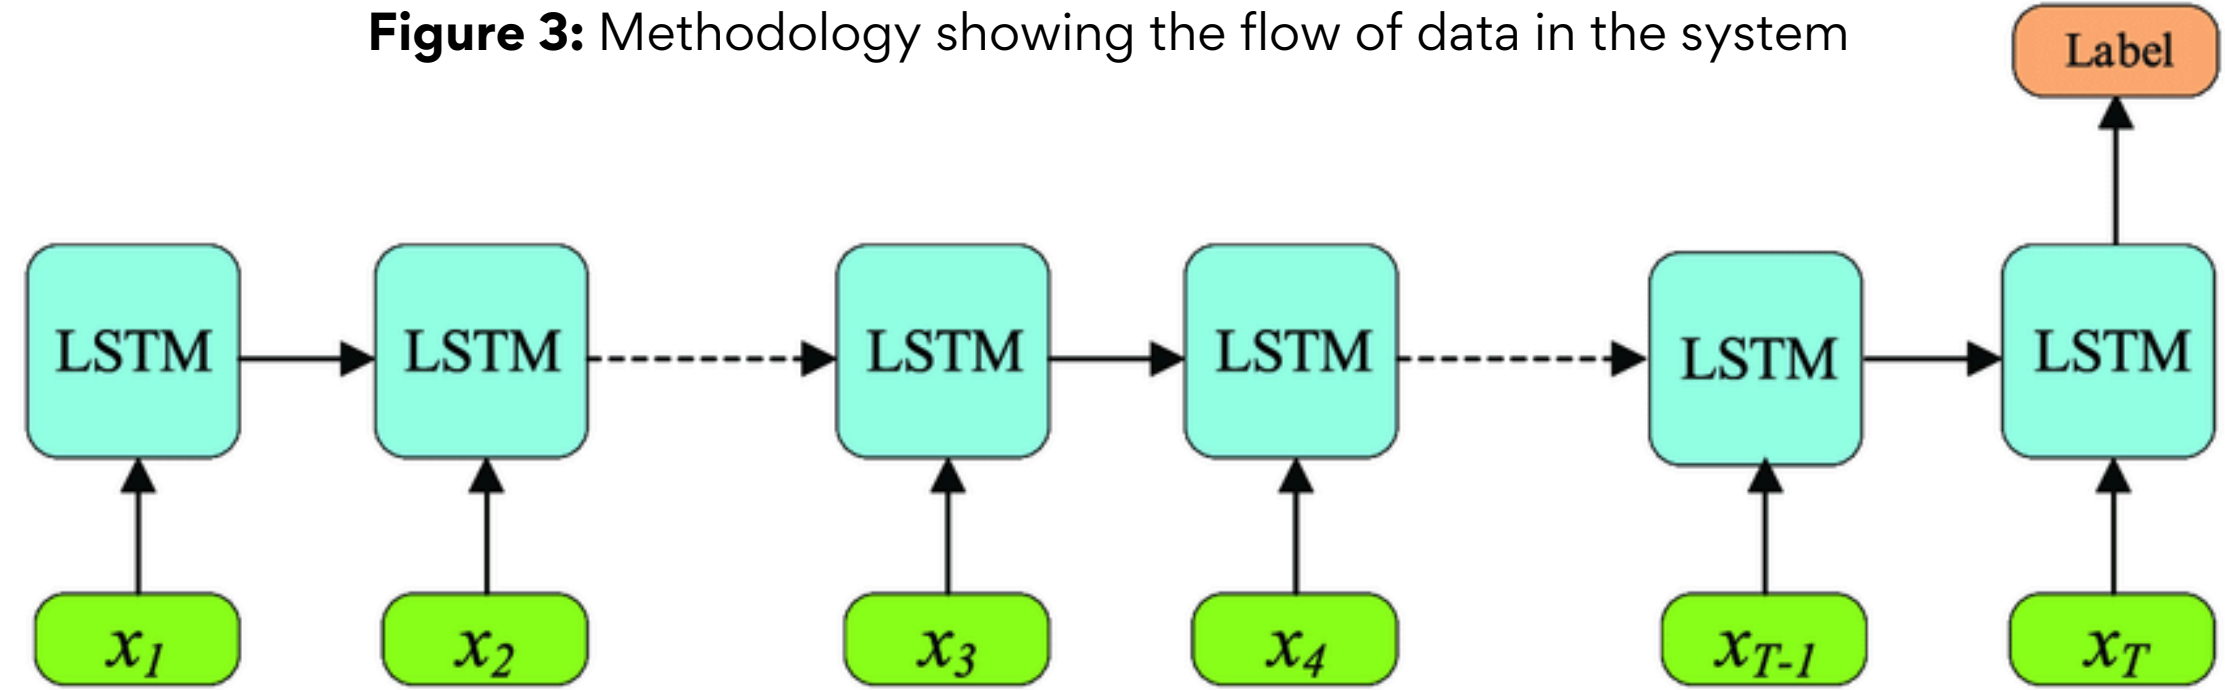 Figure 3: Methodology showing the flow of data in the system
Label
LSTM LSTM LSTM LSTM LSTM LSTM
x1 x2 x3 x4 xT-1 xT